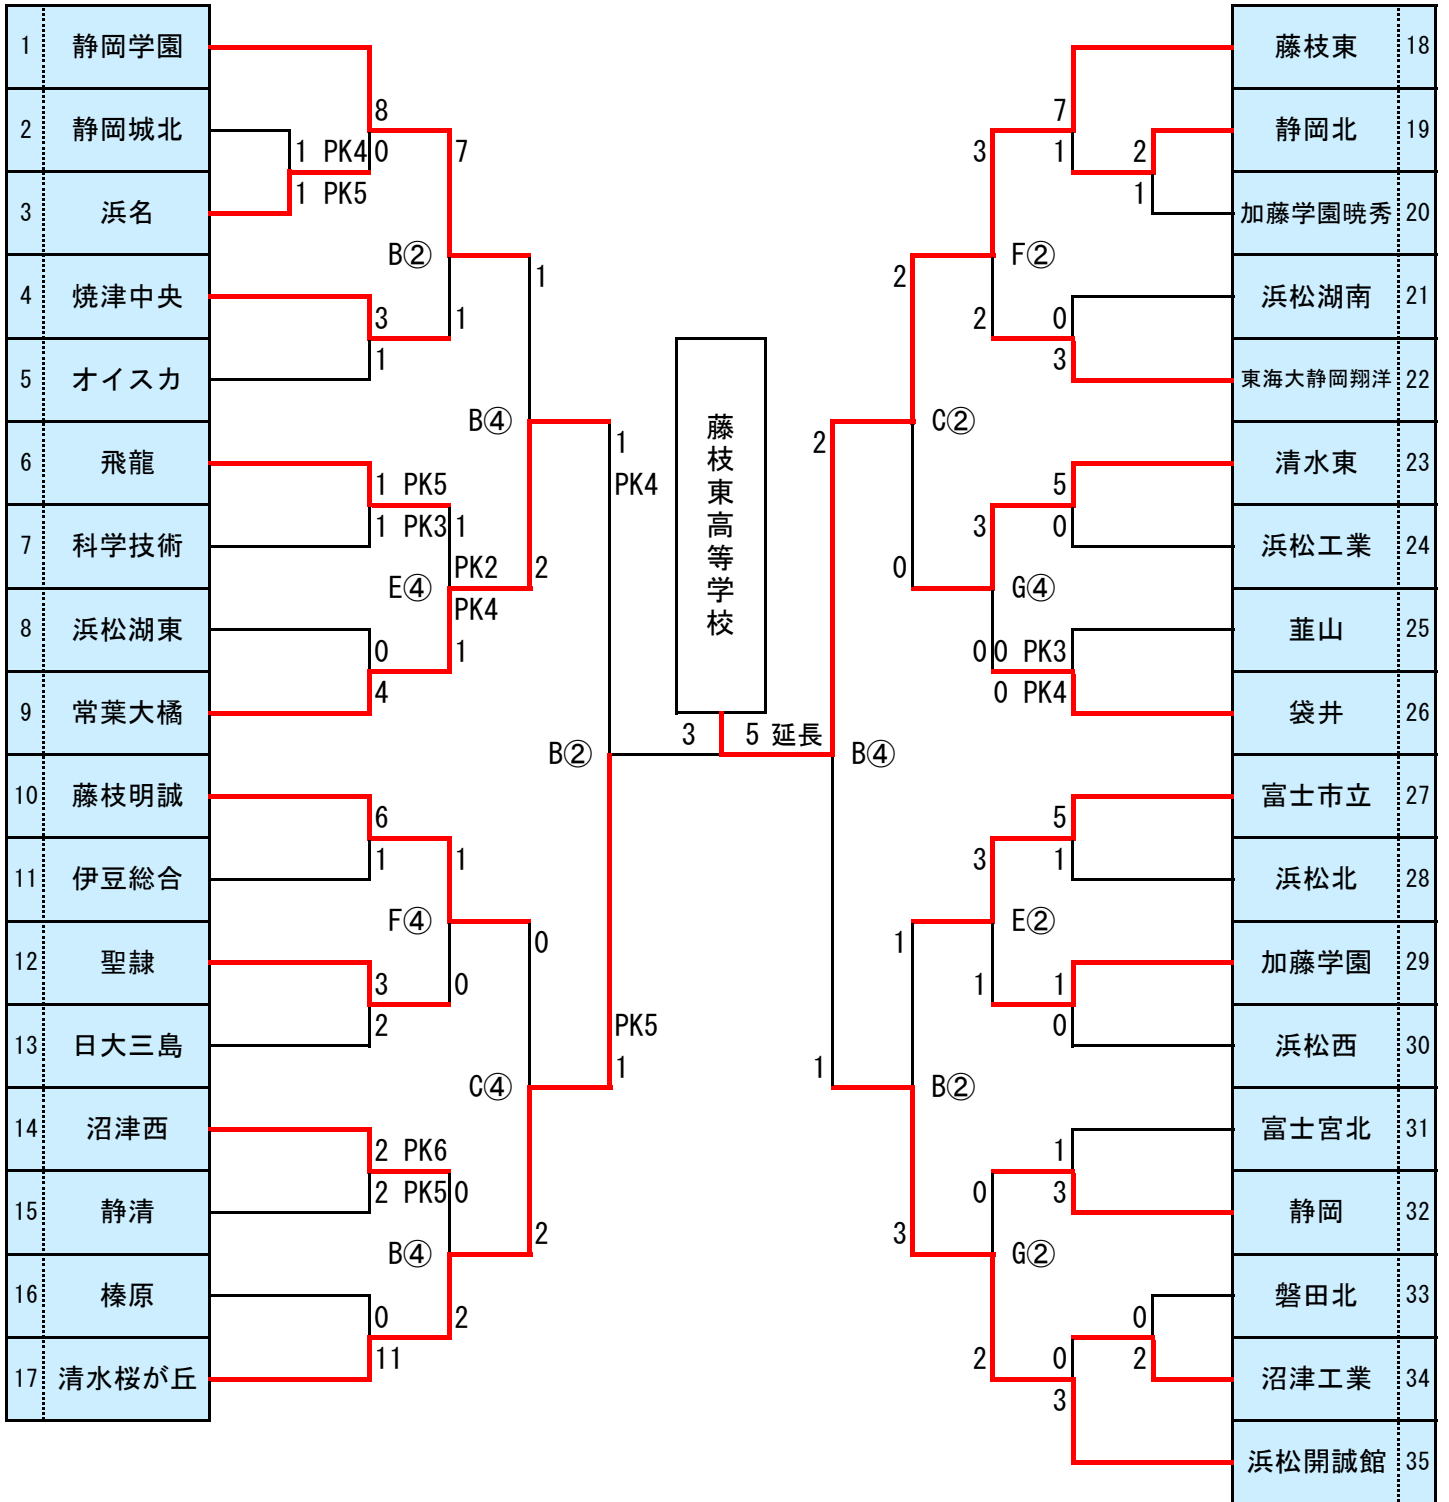 1 静岡学園
2 静岡城北
3 浜名
4 焼津中央
5 オイスカ
6 飛龍
7 科学技術
8 浜松湖東
9 常葉大橘
10 藤枝明誠
11 伊豆総合
12 聖隷
13 日大三島
14 沼津西
15 静清
16 榛原
17 清水桜が丘
8
1 PK4 0
1 PK5
7
B②
3
1
1
1
B④
1 PK5
1 PK3 1
PK2
E④
PK4
2
0
1
4
1
PK4
B②
6
1
1
F④
0
3
0
2
PK5
1
C④
2 PK6
2 PK5 0
B④
2
0
2
11
藤枝東高等学校
3
5 延長
7
3
1
2
1
F②
2
2
0
3
2
C②
5
3
0
0
G④
0 0 PK3
0 PK4
B④
5
3
1
E②
1
1
1
0
1
B②
1
0
3
3
G②
0
2
0
2
3
藤枝東 18
静岡北 19
加藤学園暁秀 20
浜松湖南 21
東海大静岡翔洋 22
清水東 23
浜松工業 24
韮山 25
袋井 26
富士市立 27
浜松北 28
加藤学園 29
浜松西 30
富士宮北 31
静岡 32
磐田北 33
沼津工業 34
浜松開誠館 35